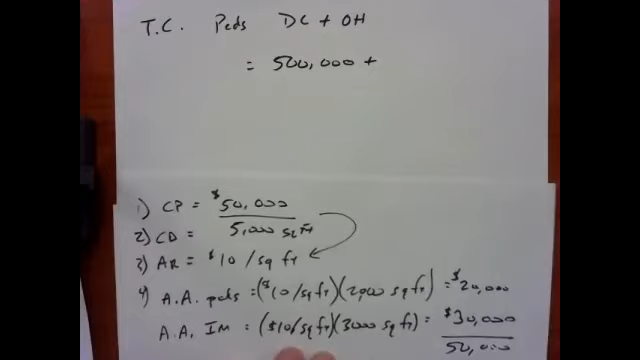 T.C. Peds DC + OH
= 500,000 +
1) CP = $50,000
2) CD = 5,000 sq ft
3) AR = $10 / sq ft
4) A.A. peds = ($10/sq ft)(2,000 sq ft) = $20,000
A.A. IM = ($10/sq ft)(3000 sq ft) = $30,000
50,000